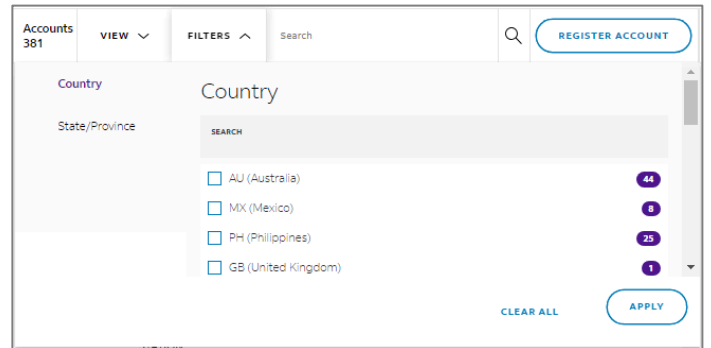 Accounts
381
VIEW
FILTERS
Search
REGISTER ACCOUNT
Country
State/Province
Country
SEARCH
AU (Australia) 44
MX (Mexico) 8
PH (Philippines) 25
GB (United Kingdom) 1
CLEAR ALL
APPLY